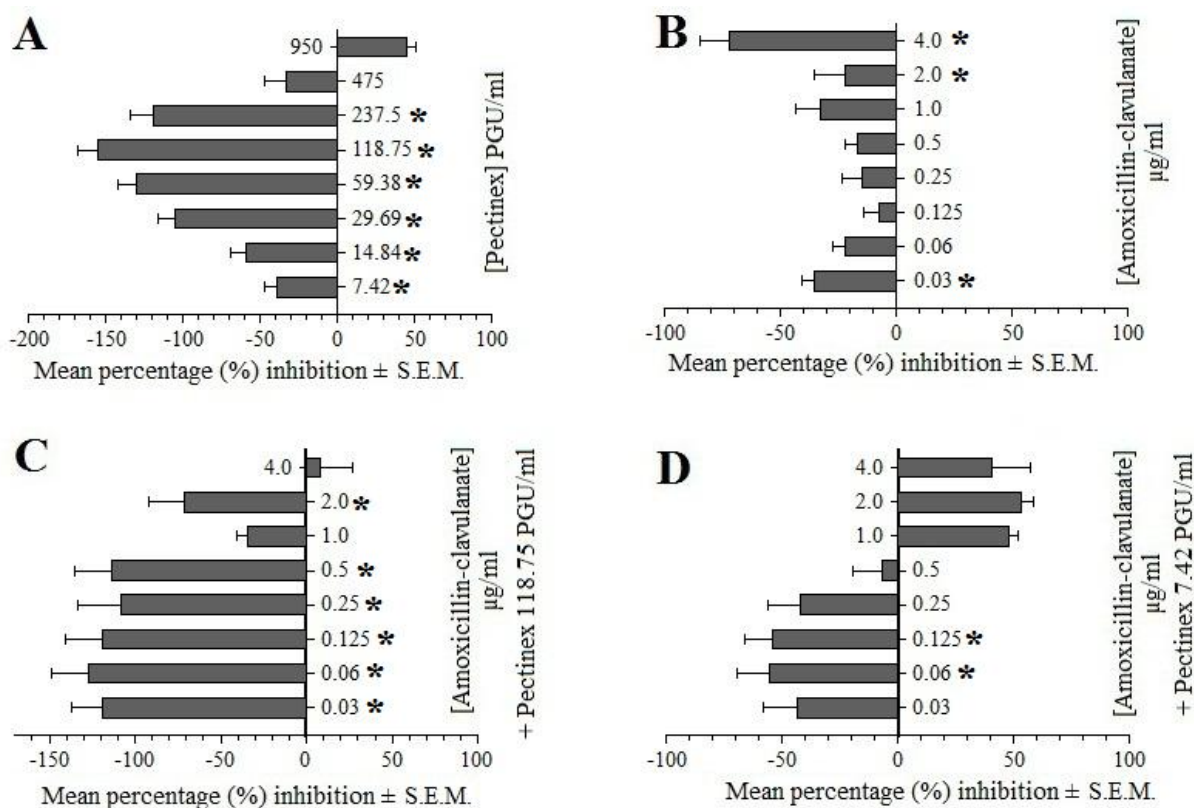 A
950
475
237.5 *
118.75 *
59.38 *
29.69 *
14.84 *
7.42 *
[Pectinex] PGU/ml
-200 -150 -100 -50 0 50 100
Mean percentage (%) inhibition ± S.E.M.
B
4.0 *
2.0 *
1.0
0.5
0.25
0.125
0.06
0.03 *
[Amoxicillin-clavulanate]
µg/ml
-100 -50 0 50 100
Mean percentage (%) inhibition ± S.E.M.
C
4.0
2.0 *
1.0
0.5 *
0.25 *
0.125 *
0.06 *
0.03 *
[Amoxicillin-clavulanate]
µg/ml
+ Pectinex 118.75 PGU/ml
-150 -100 -50 0 50 100
Mean percentage (%) inhibition ± S.E.M.
D
4.0
2.0
1.0
0.5
0.25
0.125 *
0.06 *
0.03
[Amoxicillin-clavulanate]
µg/ml
+ Pectinex 7.42 PGU/ml
-100 -50 0 50 100
Mean percentage (%) inhibition ± S.E.M.